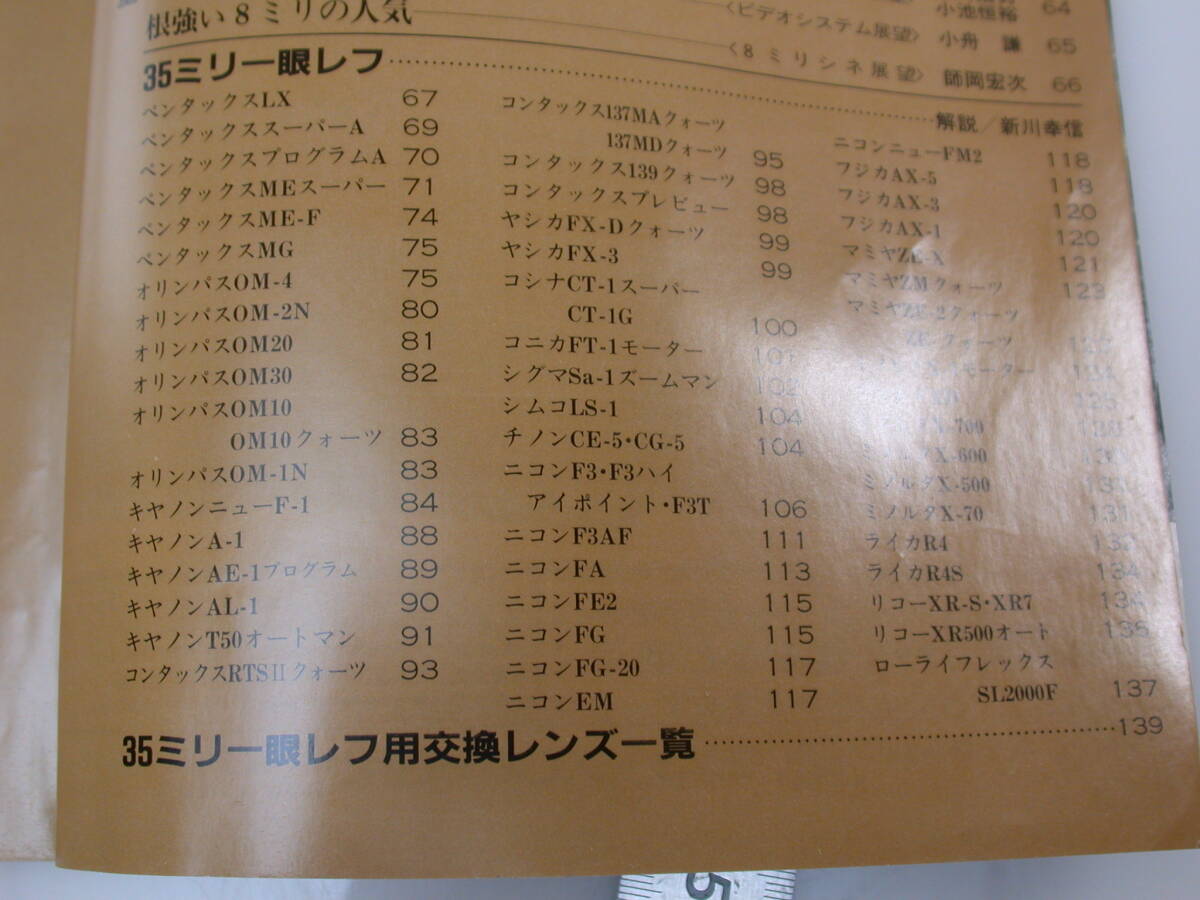 小池恒裕 64
根強い8ミリの人気
〈ビデオシステム展望〉 小舟 謙 65
〈8ミリシネ展望〉 師岡宏次 66
35ミリ一眼レフ
解説/新川幸信
ペンタックスLX 67
ペンタックススーパーA 69
ペンタックスプログラムA 70
ペンタックスMEスーパー 71
ペンタックスME-F 74
ペンタックスMG 75
オリンパスOM-4 75
オリンパスOM-2N 80
オリンパスOM20 81
オリンパスOM30 82
オリンパスOM10
OM10クォーツ 83
オリンパスOM-1N 83
キヤノンニューF-1 84
キヤノンA-1 88
キヤノンAE-1プログラム 89
キヤノンAL-1 90
キヤノンT50オートマン 91
コンタックスRTSIIクォーツ 93
コンタックス137MAクォーツ
137MDクォーツ 95
コンタックス139クォーツ 98
コンタックスプレビュー 98
ヤシカFX-Dクォーツ 99
ヤシカFX-3 99
コシナCT-1スーパー
CT-1G 100
コニカFT-1モーター 101
シグマSa-1ズームマン 102
シムコLS-1 104
チノンCE-5・CG-5 104
ニコンF3・F3ハイ
アイポイント・F3T 106
ニコンF3AF 111
ニコンFA 113
ニコンFE2 115
ニコンFG 115
ニコンFG-20 117
ニコンEM 117
ニコンニューFM2 118
フジカAX-5 118
フジカAX-3 120
フジカAX-1 120
マミヤZE-X 121
マミヤZMクォーツ 123
マミヤZE-2クォーツ
ZEクォーツ
モーター
ミノルタX-500
ミノルタX-70 131
ライカR4 132
ライカR4S 134
リコーXR-S・XR7 134
リコーXR500オート 135
ローライフレックス
SL2000F 137
35ミリ一眼レフ用交換レンズ一覧 139
5